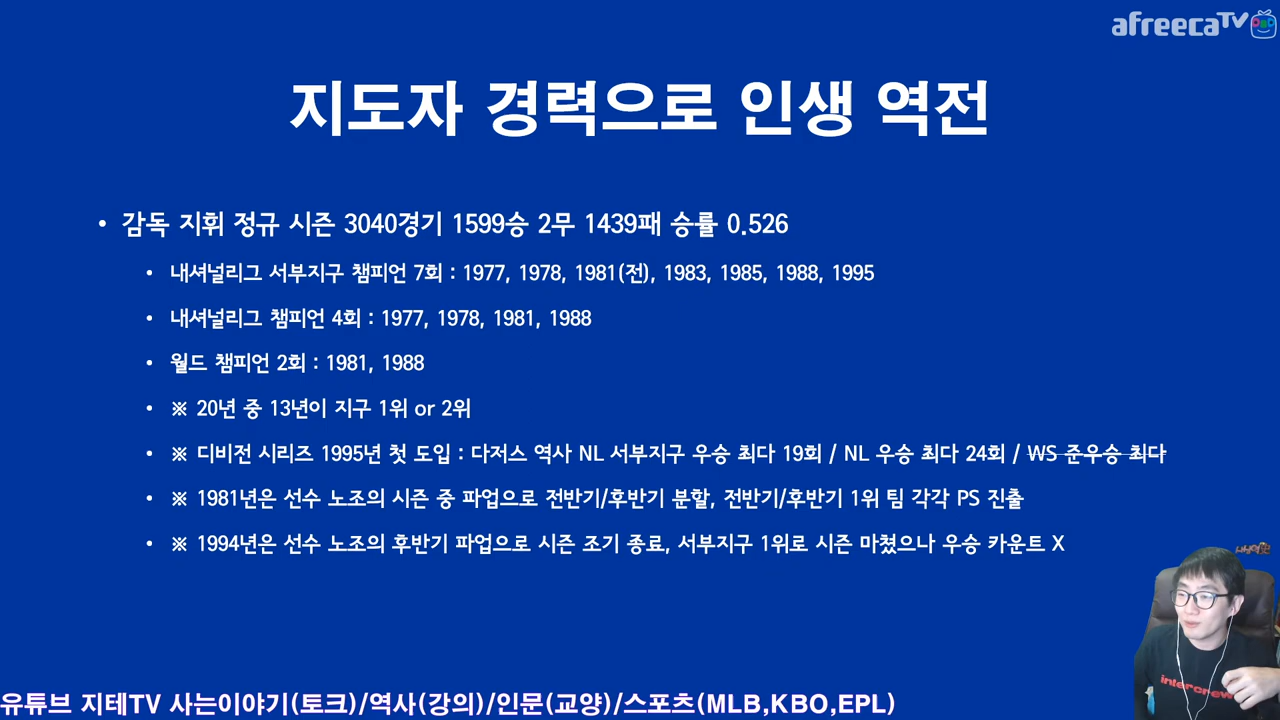 afreecaTV
지도자 경력으로 인생 역전
• 감독 지휘 정규 시즌 3040경기 1599승 2무 1439패 승률 0.526
• 내셔널리그 서부지구 챔피언 7회 : 1977, 1978, 1981(전), 1983, 1985, 1988, 1995
• 내셔널리그 챔피언 4회 : 1977, 1978, 1981, 1988
• 월드 챔피언 2회 : 1981, 1988
• ※ 20년 중 13년이 지구 1위 or 2위
• ※ 디비전 시리즈 1995년 첫 도입 : 다저스 역사 NL 서부지구 우승 최다 19회 / NL 우승 최다 24회 / WS 준우승 최다
• ※ 1981년은 선수 노조의 시즌 중 파업으로 전반기/후반기 분할, 전반기/후반기 1위 팀 각각 PS 진출
• ※ 1994년은 선수 노조의 후반기 파업으로 시즌 조기 종료, 서부지구 1위로 시즌 마쳤으나 우승 카운트 X
유튜브 지테TV 사는이야기(토크)/역사(강의)/인문(교양)/스포츠(MLB,KBO,EPL)